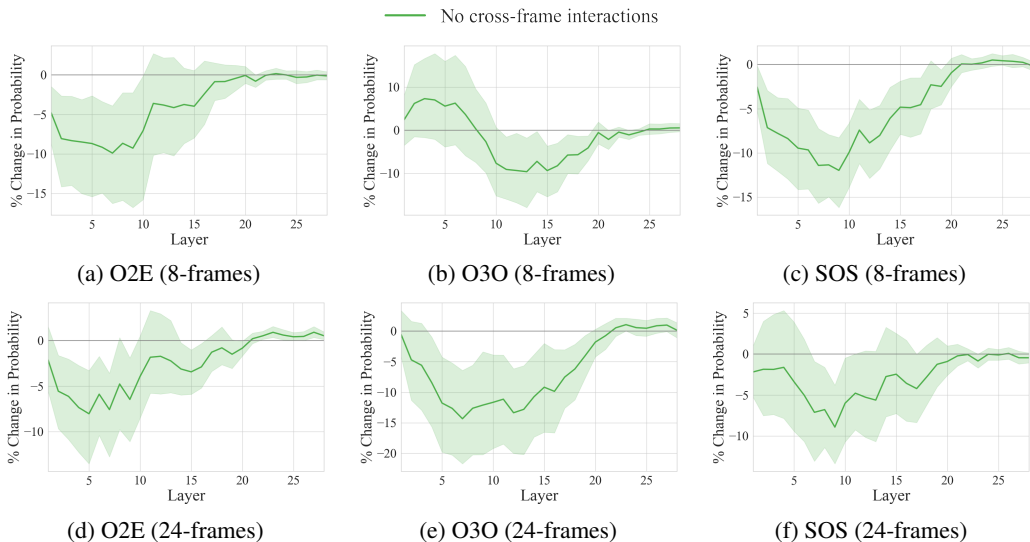 No cross-frame interactions
% Change in Probability
0
−5
−10
−15
5 10 15 20 25
Layer
(a) O2E (8-frames)
% Change in Probability
10
0
−10
5 10 15 20 25
Layer
(b) O3O (8-frames)
% Change in Probability
0
−5
−10
−15
5 10 15 20 25
Layer
(c) SOS (8-frames)
% Change in Probability
0
−5
−10
5 10 15 20 25
Layer
(d) O2E (24-frames)
% Change in Probability
0
−5
−10
−15
−20
5 10 15 20 25
Layer
(e) O3O (24-frames)
% Change in Probability
5
0
−5
−10
5 10 15 20 25
Layer
(f) SOS (24-frames)